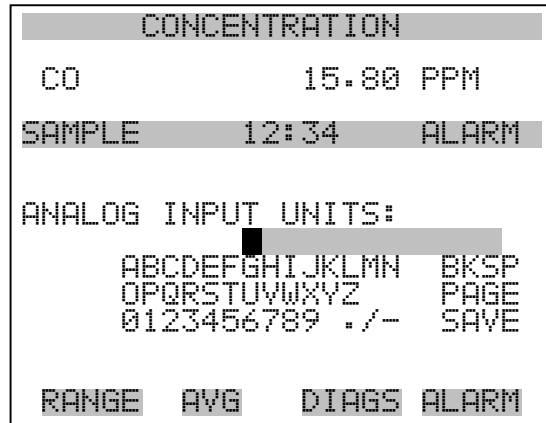 CONCENTRATION
CO 15.80 PPM
SAMPLE 12:34 ALARM
ANALOG INPUT UNITS:
ABCDEFGHIJKLMN BKSP
OPQRSTUVWXYZ PAGE
0123456789 ./- SAVE
RANGE AVG DIAGS ALARM